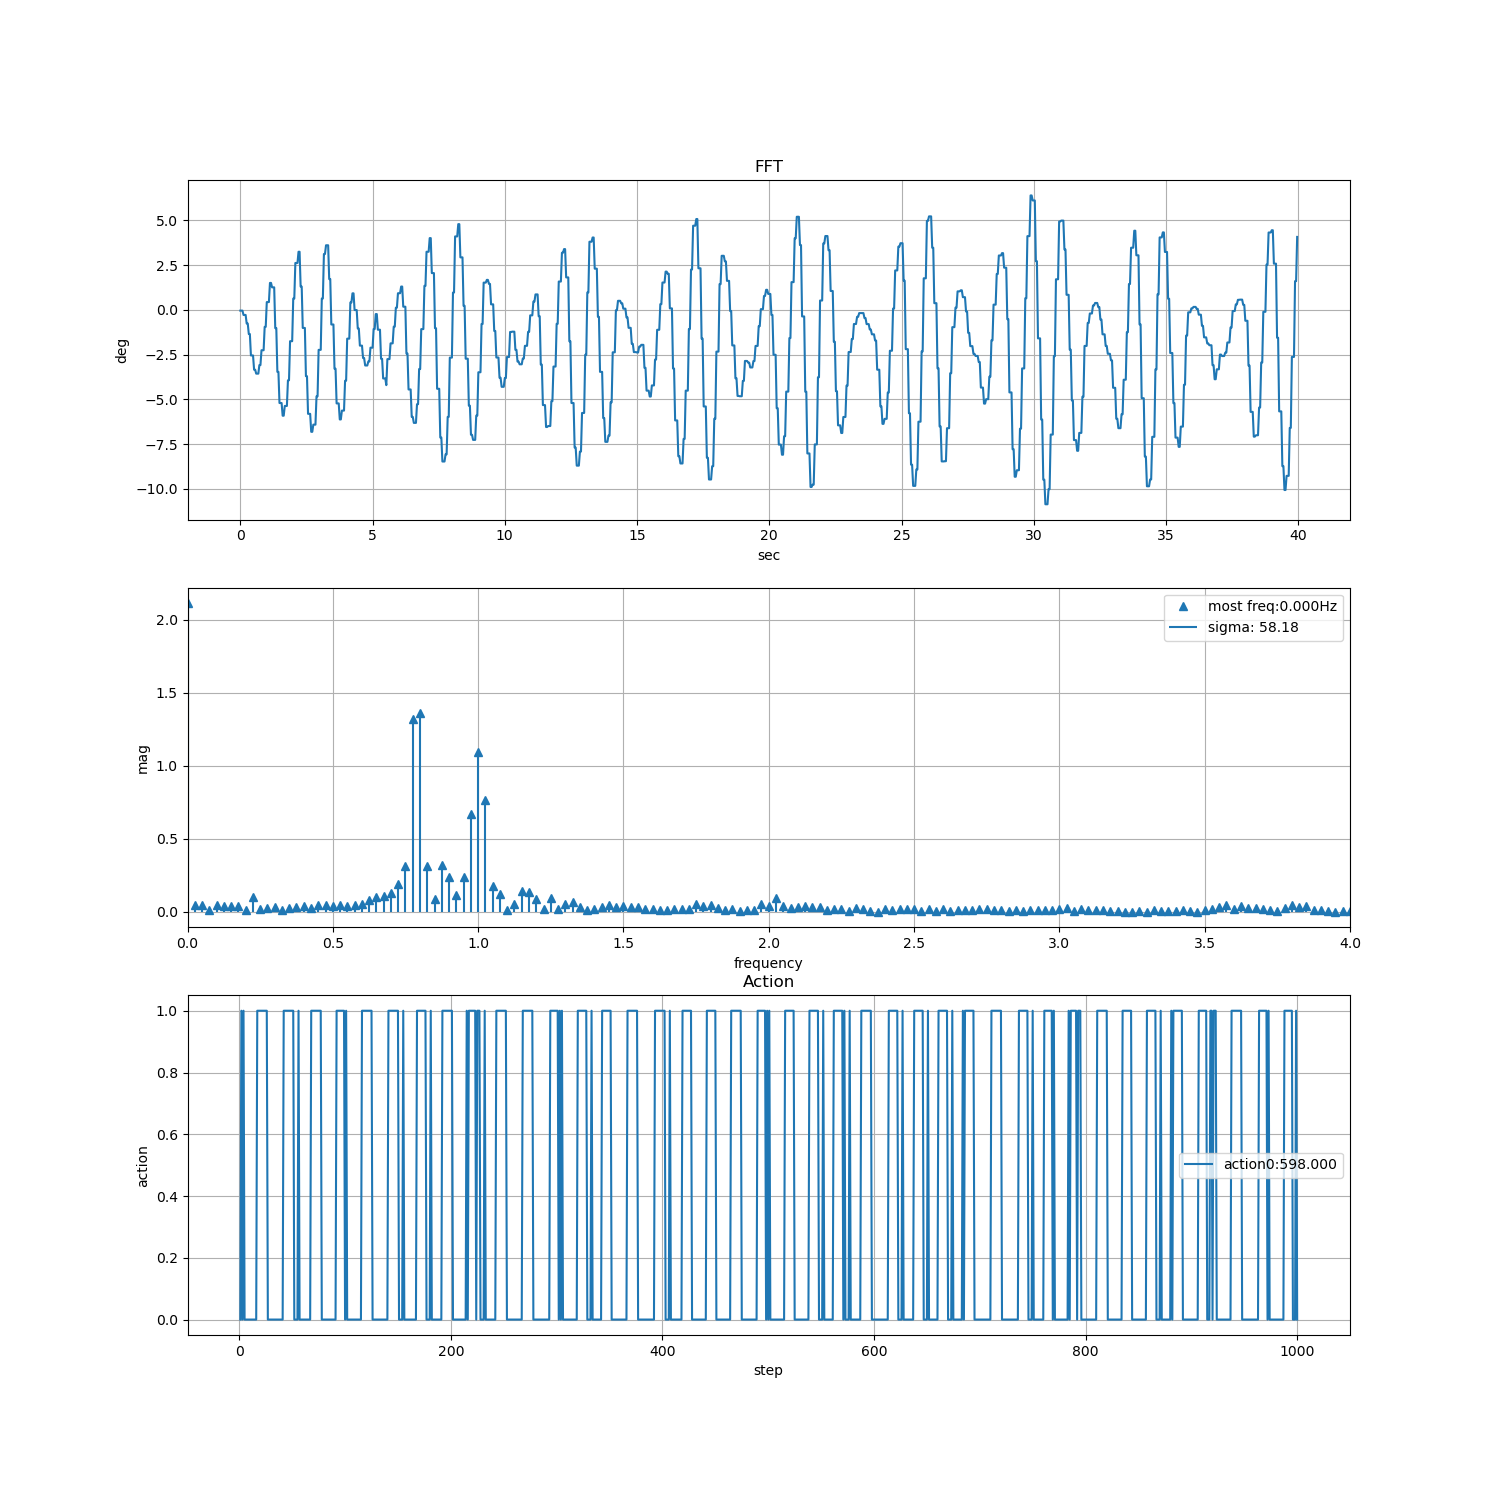 FFT
5.0
2.5
0.0
−2.5
−5.0
−7.5
−10.0
deg
0 5 10 15 20 25 30 35 40
sec
2.0
1.5
1.0
0.5
0.0
mag
most freq:0.000Hz
sigma: 58.18
0.0 0.5 1.0 1.5 2.0 2.5 3.0 3.5 4.0
frequency
Action
1.0
0.8
0.6
0.4
0.2
0.0
action
action0:598.000
0 200 400 600 800 1000
step